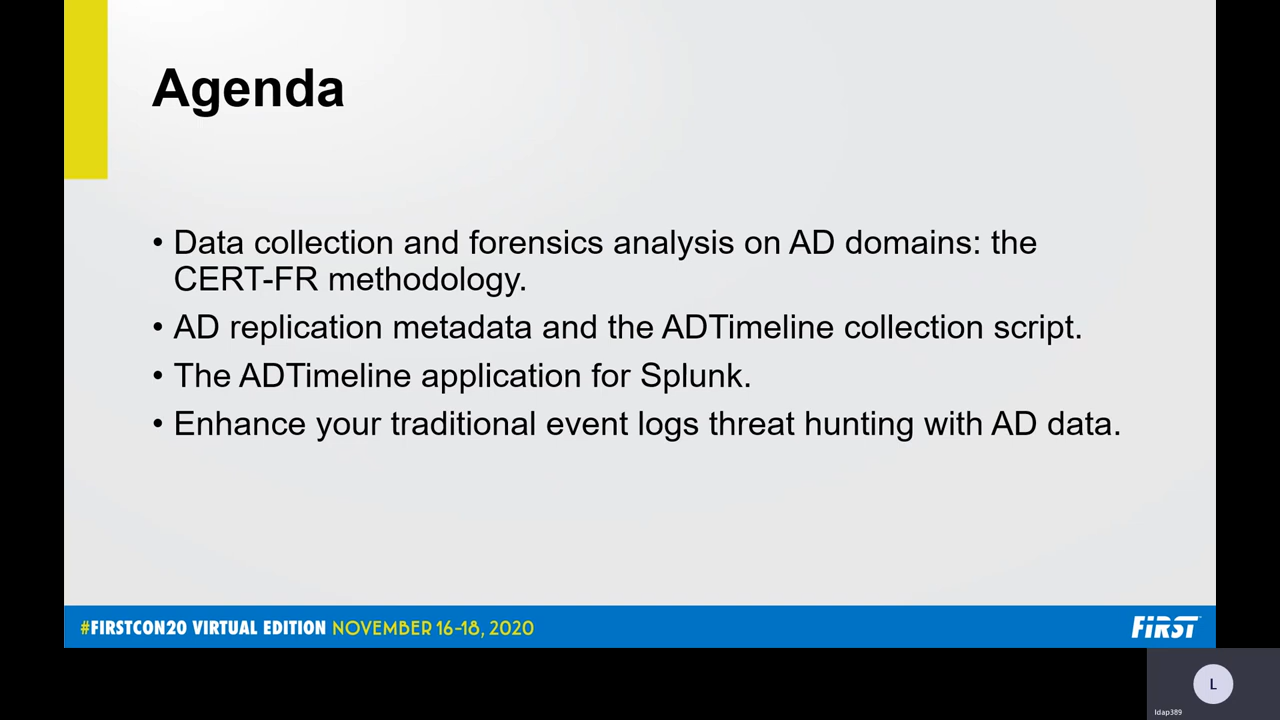 Agenda
• Data collection and forensics analysis on AD domains: the
CERT-FR methodology.
• AD replication metadata and the ADTimeline collection script.
• The ADTimeline application for Splunk.
• Enhance your traditional event logs threat hunting with AD data.
#FIRSTCON20 VIRTUAL EDITION NOVEMBER 16-18, 2020
FIRST
L
ldap389